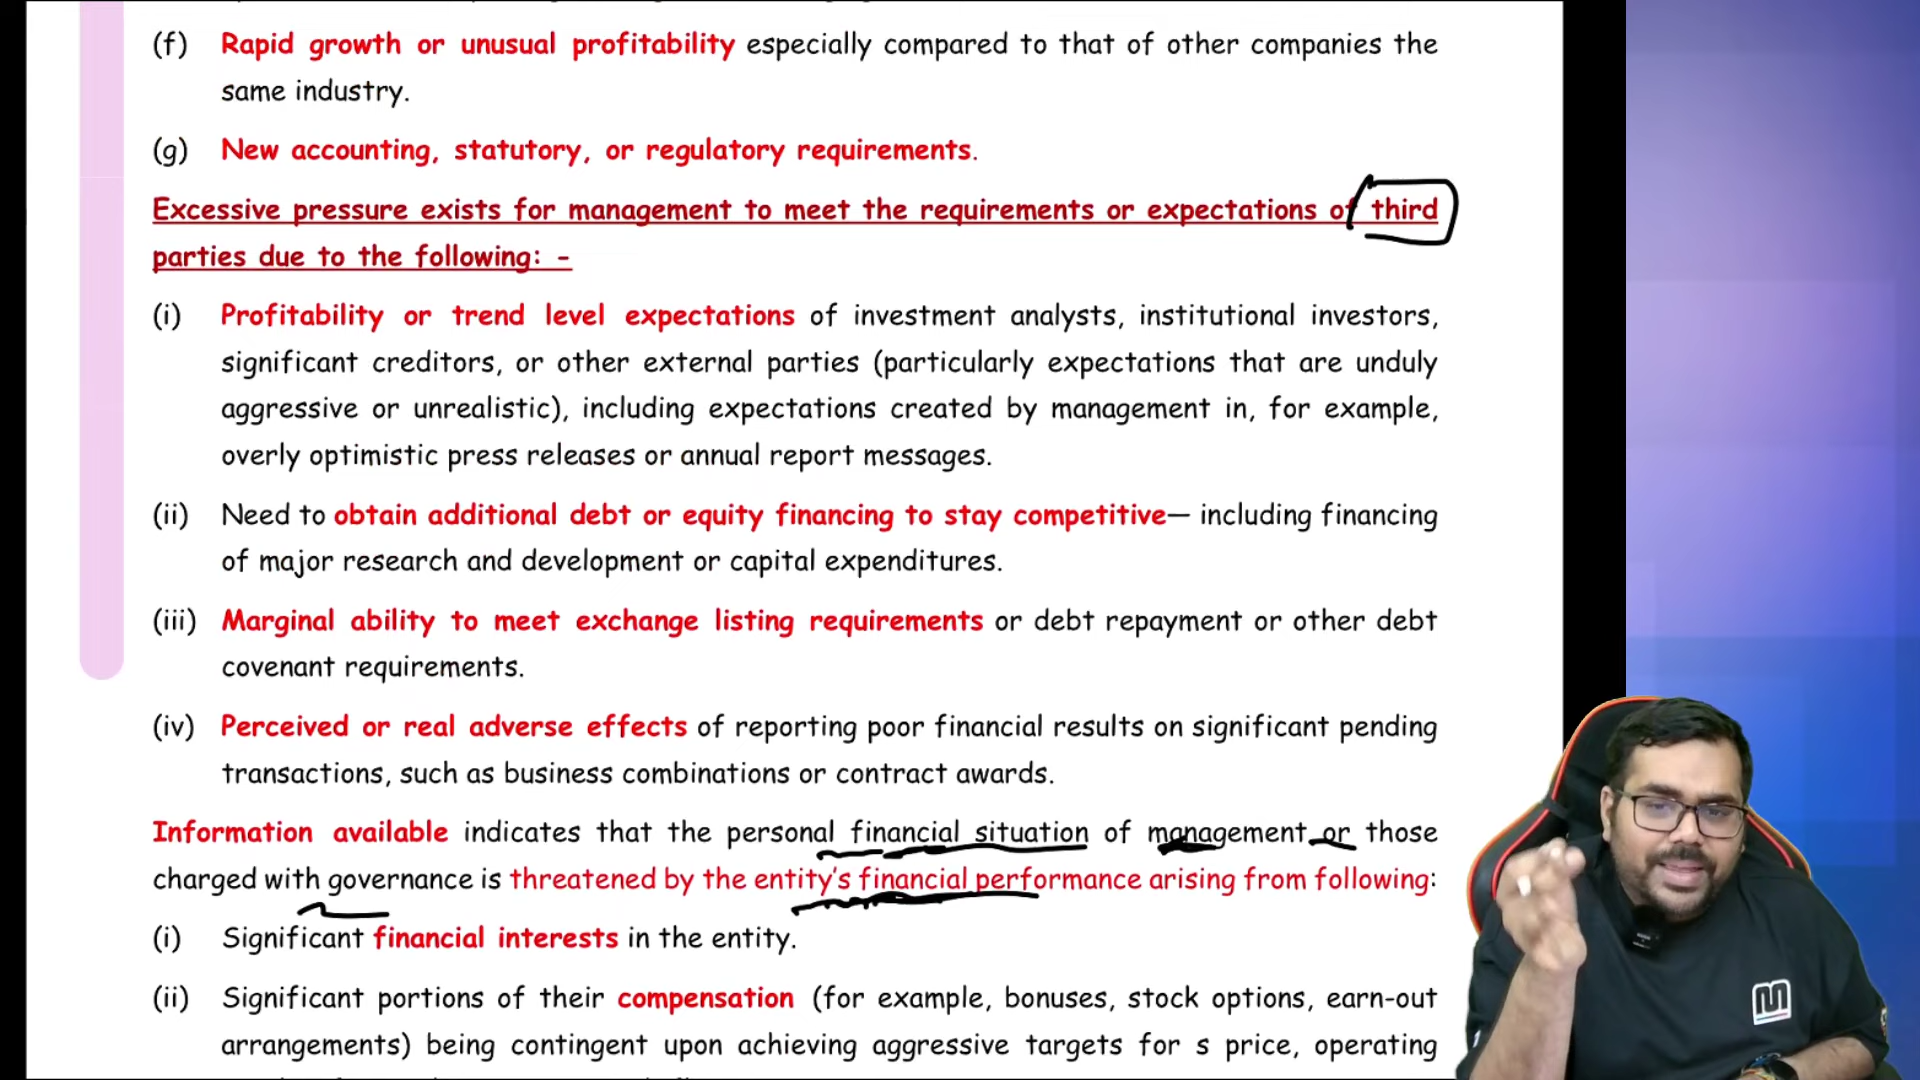 (f) Rapid growth or unusual profitability especially compared to that of other companies the
same industry.
(g) New accounting, statutory, or regulatory requirements.
Excessive pressure exists for management to meet the requirements or expectations of third
parties due to the following: -
(i) Profitability or trend level expectations of investment analysts, institutional investors,
significant creditors, or other external parties (particularly expectations that are unduly
aggressive or unrealistic), including expectations created by management in, for example,
overly optimistic press releases or annual report messages.
(ii) Need to obtain additional debt or equity financing to stay competitive— including financing
of major research and development or capital expenditures.
(iii) Marginal ability to meet exchange listing requirements or debt repayment or other debt
covenant requirements.
(iv) Perceived or real adverse effects of reporting poor financial results on significant pending
transactions, such as business combinations or contract awards.
Information available indicates that the personal financial situation of management or those
charged with governance is threatened by the entity's financial performance arising from following:
(i) Significant financial interests in the entity.
(ii) Significant portions of their compensation (for example, bonuses, stock options, earn-out
arrangements) being contingent upon achieving aggressive targets for s price, operating